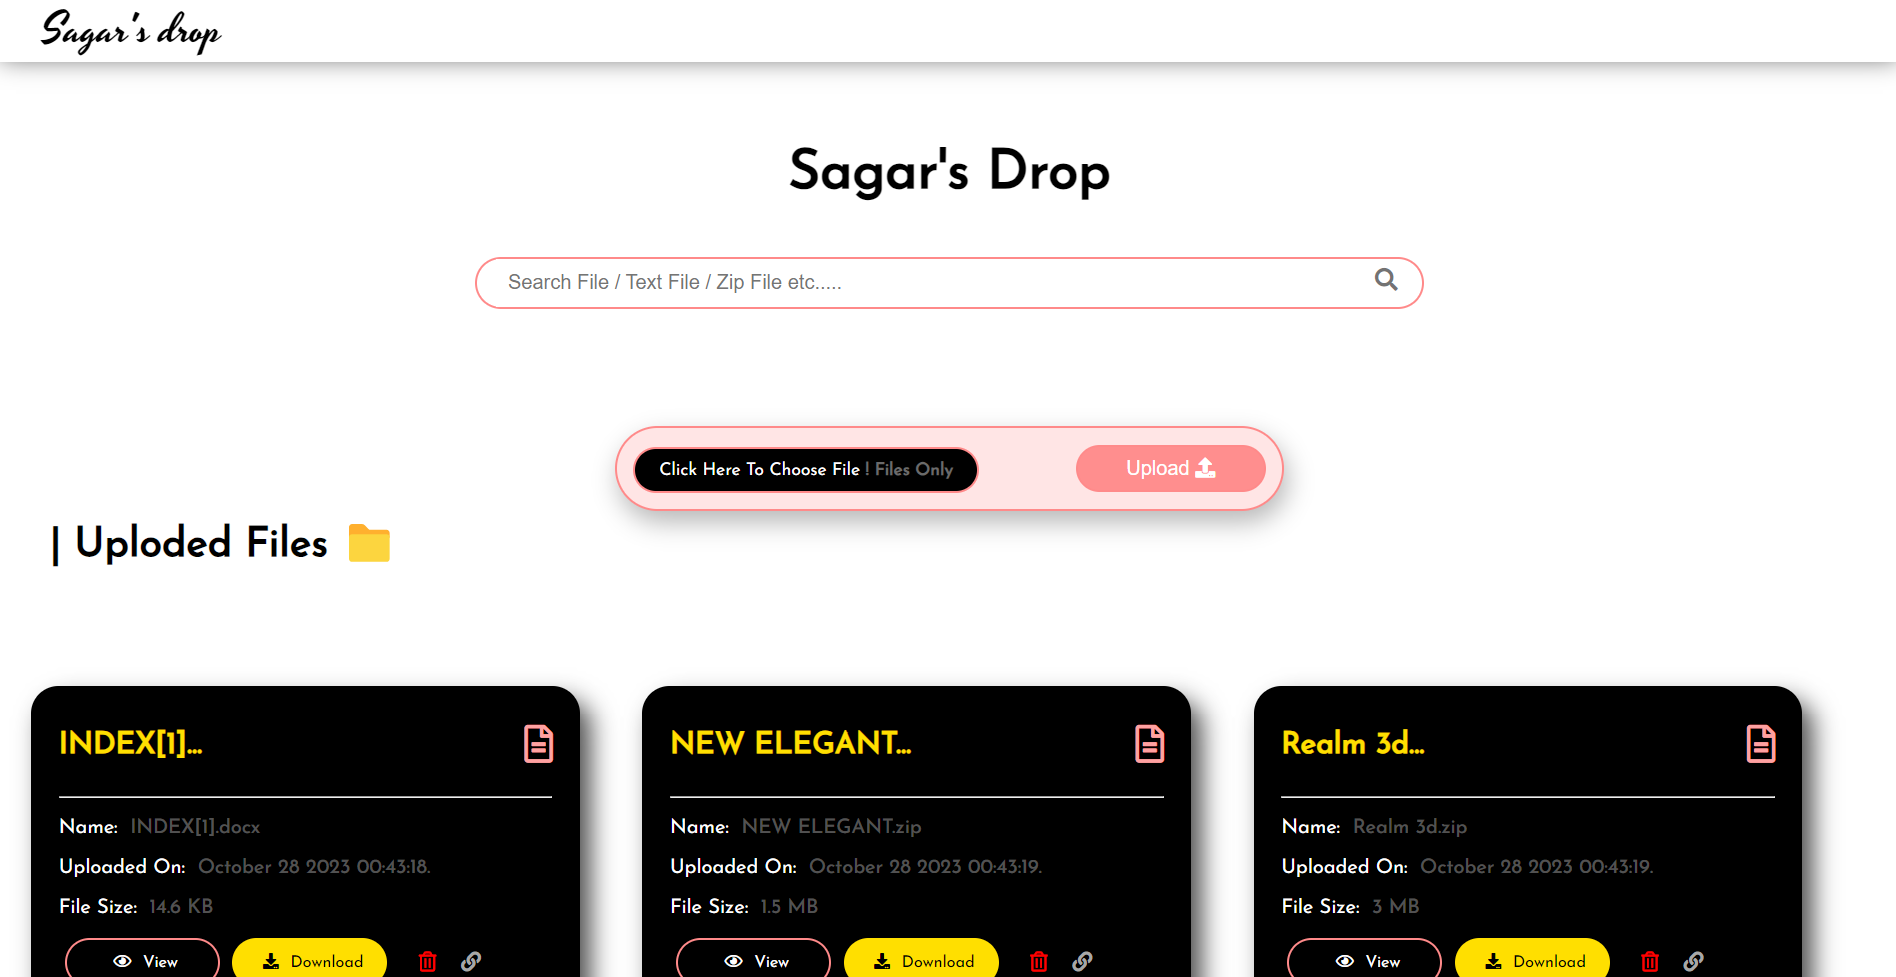 Sagar's drop
Sagar's Drop
Search File / Text File / Zip File etc.....
Click Here To Choose File ! Files Only
Upload
| Uploded Files
INDEX[1]...
Name: INDEX[1].docx
Uploaded On: October 28 2023 00:43:18.
File Size: 14.6 KB
View
Download
NEW ELEGANT...
Name: NEW ELEGANT.zip
Uploaded On: October 28 2023 00:43:19.
File Size: 1.5 MB
View
Download
Realm 3d...
Name: Realm 3d.zip
Uploaded On: October 28 2023 00:43:19.
File Size: 3 MB
View
Download